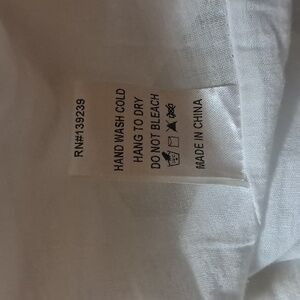 RN#139239
HAND WASH COLD
HANG TO DRY
DO NOT BLEACH
MADE IN CHINA